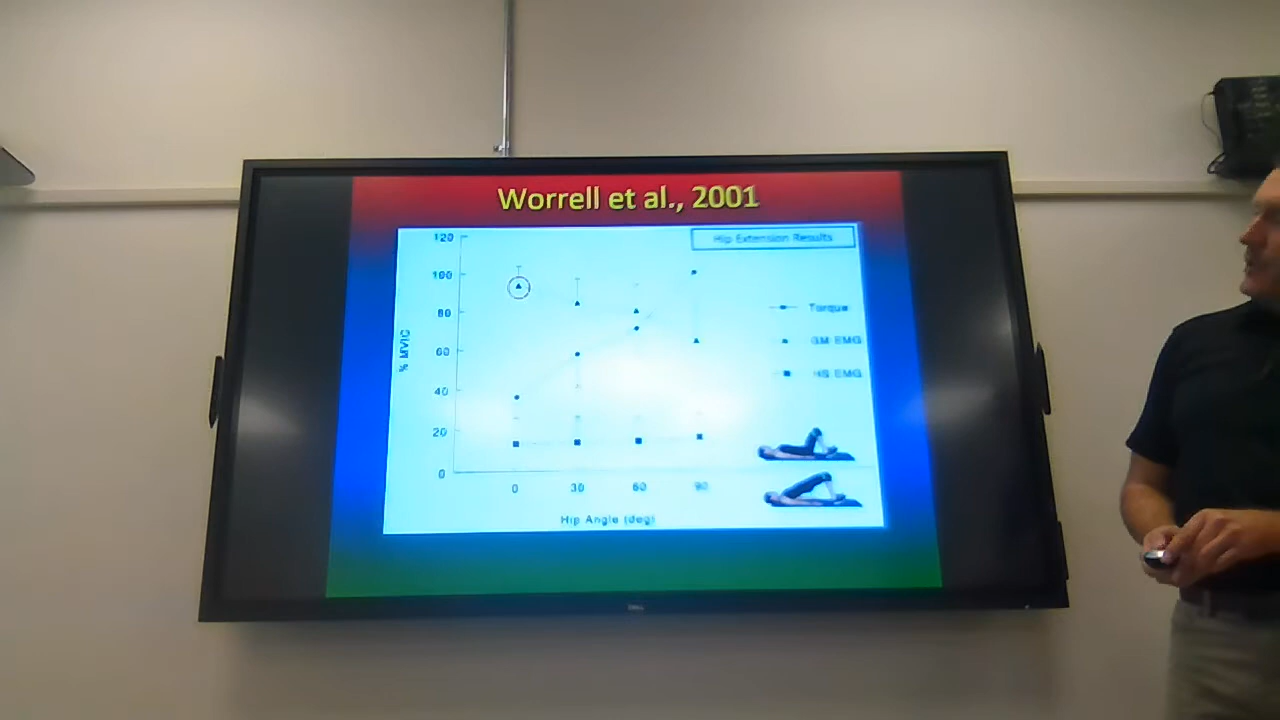 Worrell et al., 2001
Hip Extension Results
120
100
80
60
40
20
0
% MVIC
Torque
GM EMG
HS EMG
0 30 60 90
Hip Angle (deg)
DELL